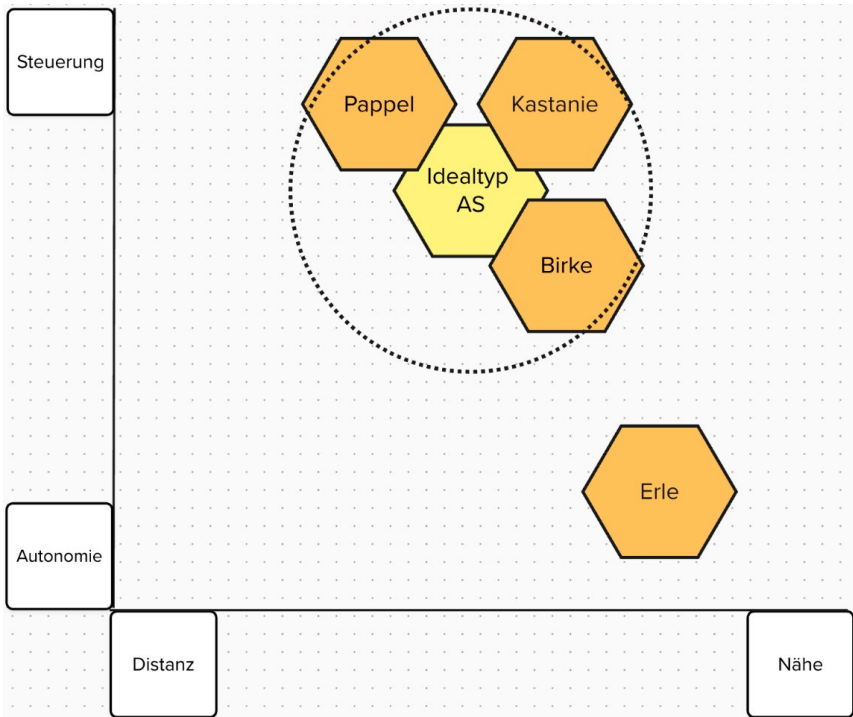 Steuerung
Pappel
Kastanie
Idealtyp
AS
Birke
Erle
Autonomie
Distanz
Nähe